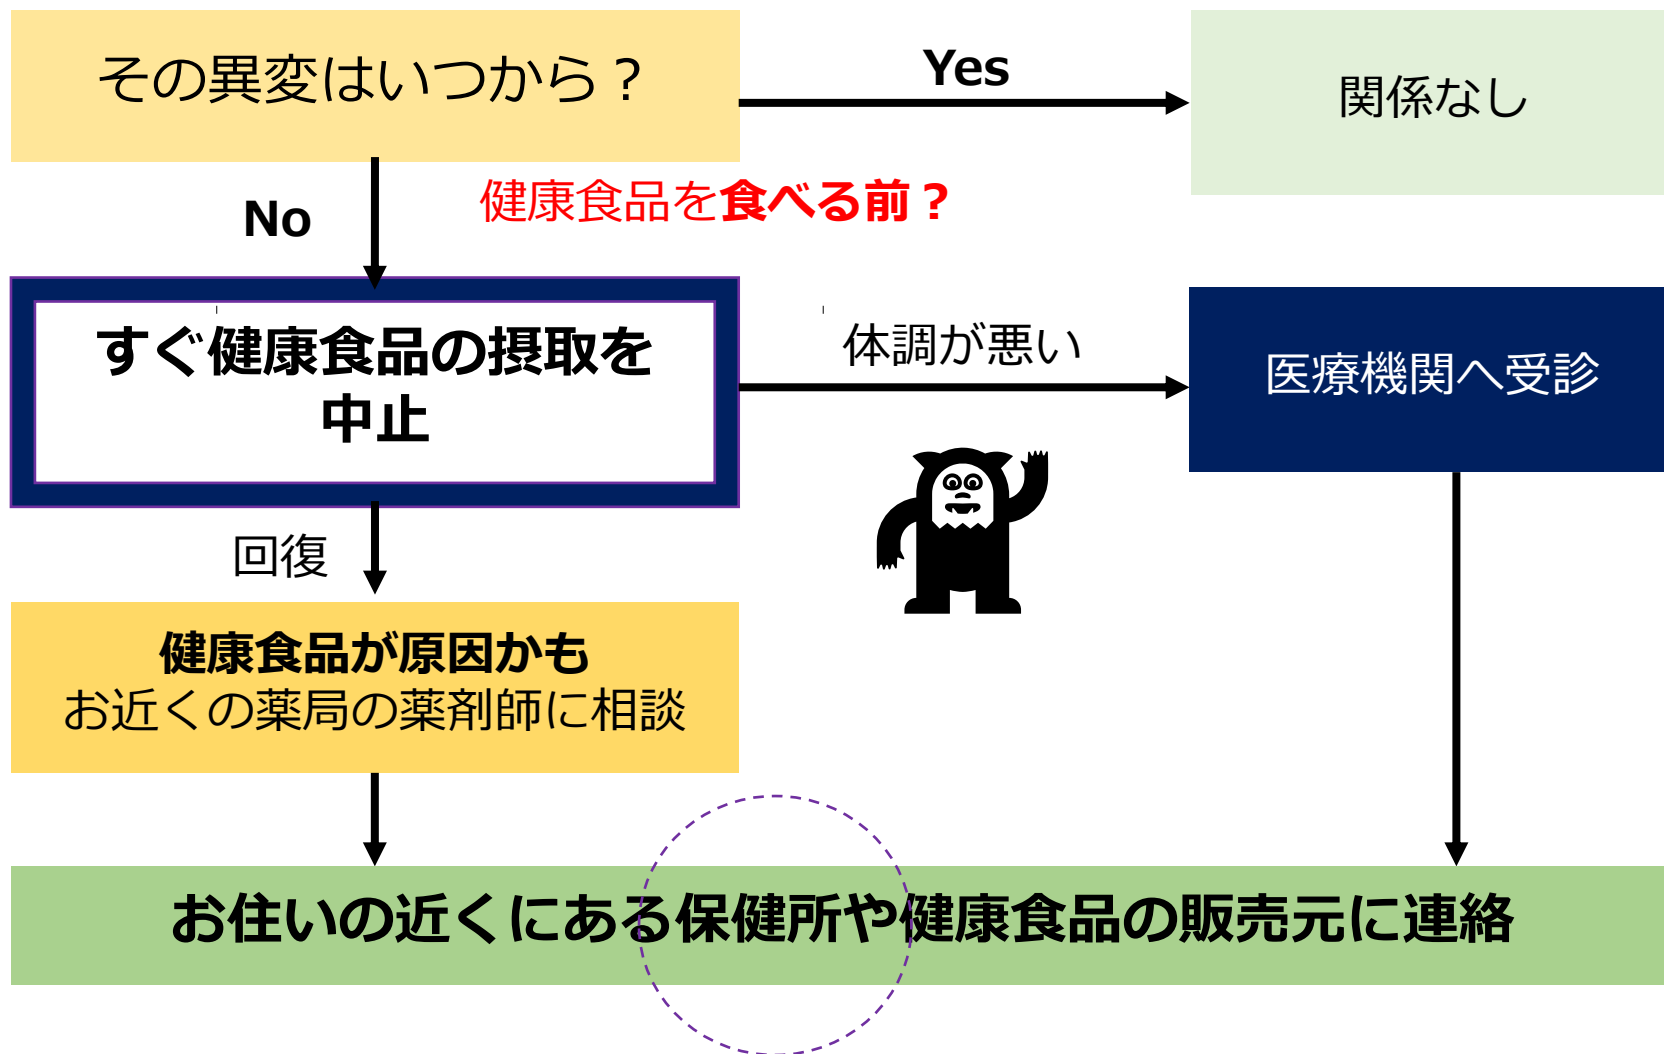 その異変はいつから？
Yes
関係なし
健康食品を食べる前？
No
すぐ健康食品の摂取を
中止
体調が悪い
医療機関へ受診
回復
健康食品が原因かも
お近くの薬局の薬剤師に相談
お住いの近くにある保健所や健康食品の販売元に連絡